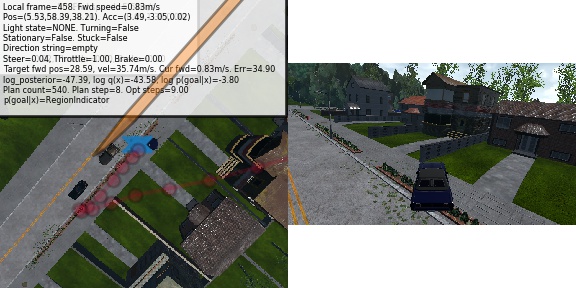 Local frame=458. Fwd speed=0.83m/s
Pos=(5.53,58.39,38.21). Acc=(3.49,-3.05,0.02)
Light state=NONE. Turning=False
Stationary=False. Stuck=False
Direction string=empty
Steer=0.04, Throttle=1.00, Brake=0.00
Target fwd pos=28.59, vel=35.74m/s. Cur fwd=0.83m/s. Err=34.90
log_posterior=-47.39, log q(x)=-43.58, log p(goal|x)=-3.80
Plan count=540. Plan step=8. Opt steps=9.00
p(goal|x)=RegionIndicator